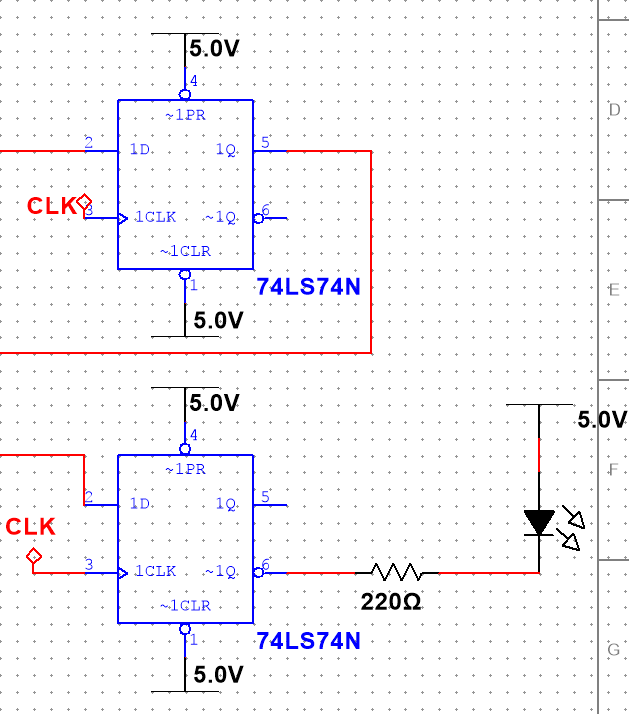 5.0V
4
~1PR
2 1D 1Q 5
D
CLK
3 1CLK ~1Q 6
~1CLR
1
74LS74N
E
5.0V
5.0V
5.0V
4
~1PR
F
2 1D 1Q 5
CLK
3 1CLK ~1Q 6
220Ω
~1CLR
1
74LS74N
G
5.0V